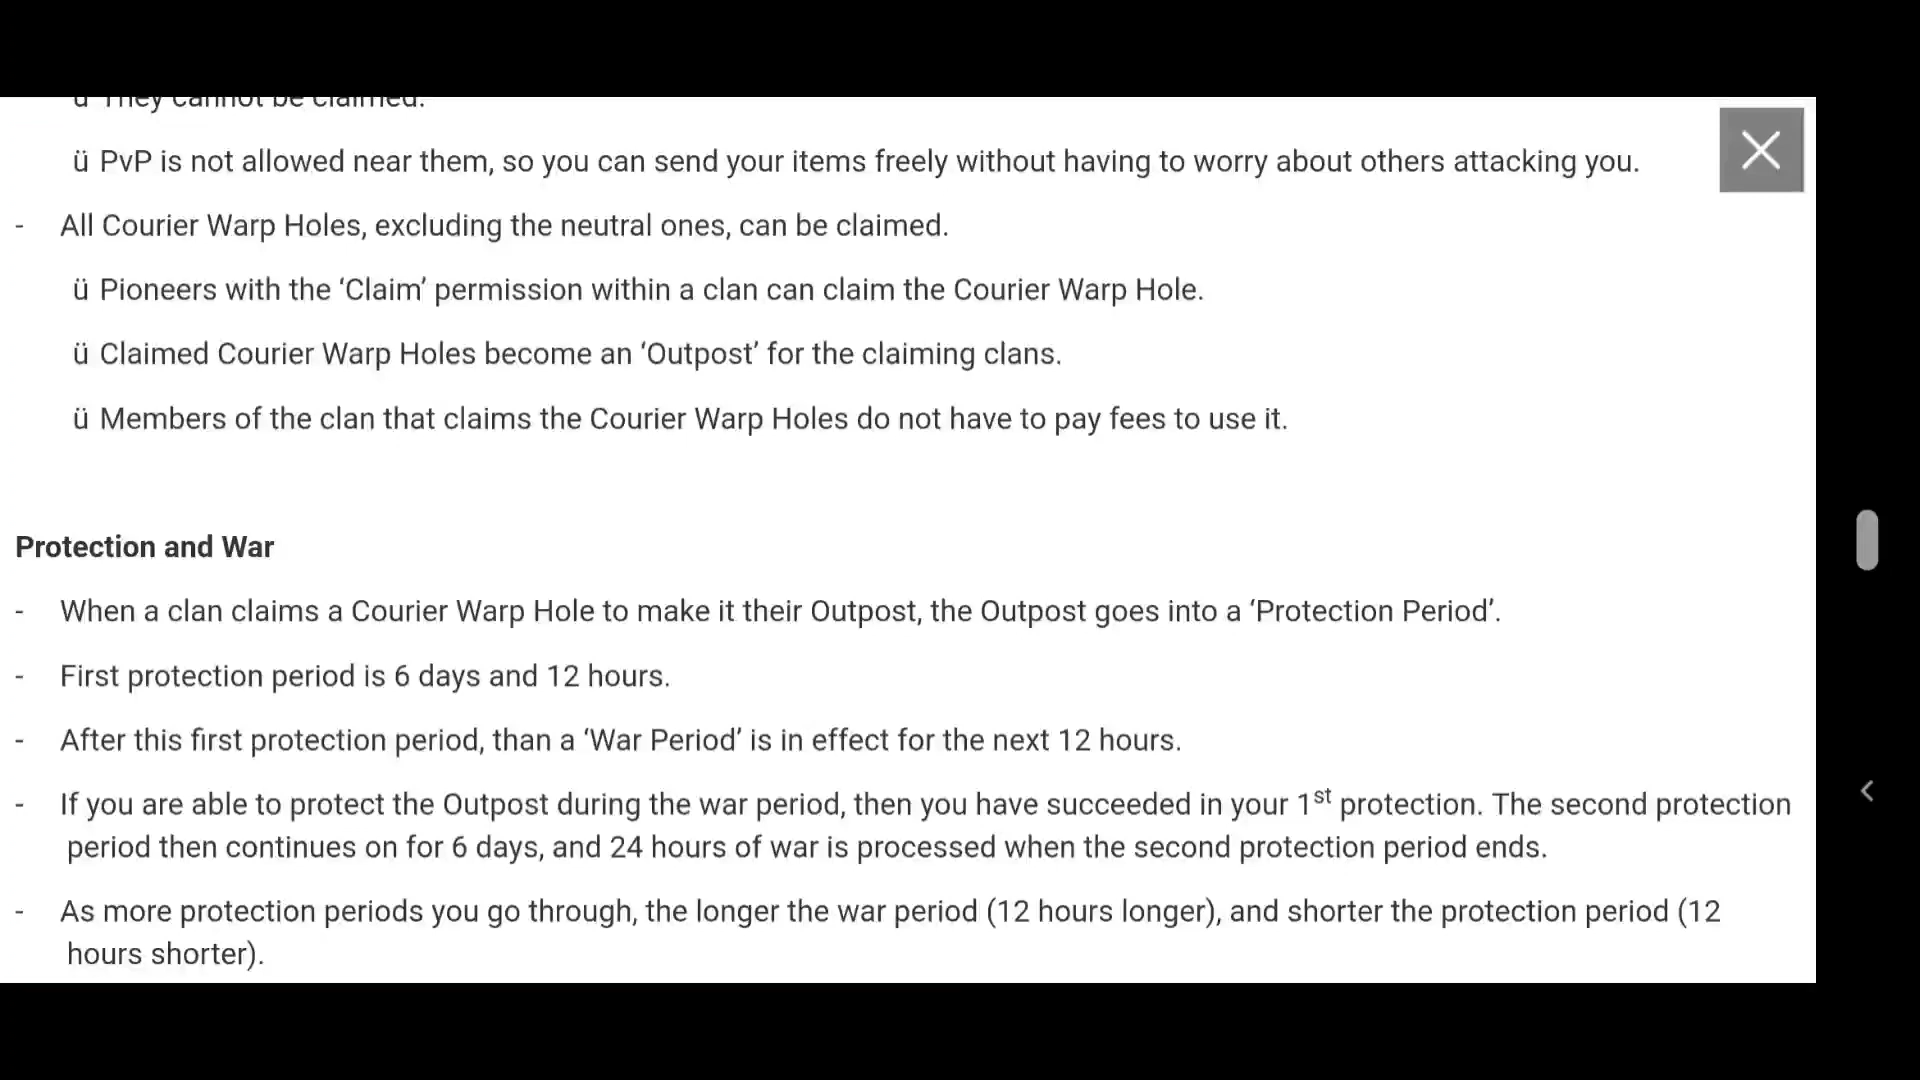 ü They cannot be claimed.
ü PvP is not allowed near them, so you can send your items freely without having to worry about others attacking you.
- All Courier Warp Holes, excluding the neutral ones, can be claimed.
ü Pioneers with the ‘Claim’ permission within a clan can claim the Courier Warp Hole.
ü Claimed Courier Warp Holes become an ‘Outpost’ for the claiming clans.
ü Members of the clan that claims the Courier Warp Holes do not have to pay fees to use it.
Protection and War
- When a clan claims a Courier Warp Hole to make it their Outpost, the Outpost goes into a ‘Protection Period’.
- First protection period is 6 days and 12 hours.
- After this first protection period, than a ‘War Period’ is in effect for the next 12 hours.
- If you are able to protect the Outpost during the war period, then you have succeeded in your 1st protection. The second protection
period then continues on for 6 days, and 24 hours of war is processed when the second protection period ends.
- As more protection periods you go through, the longer the war period (12 hours longer), and shorter the protection period (12
hours shorter).